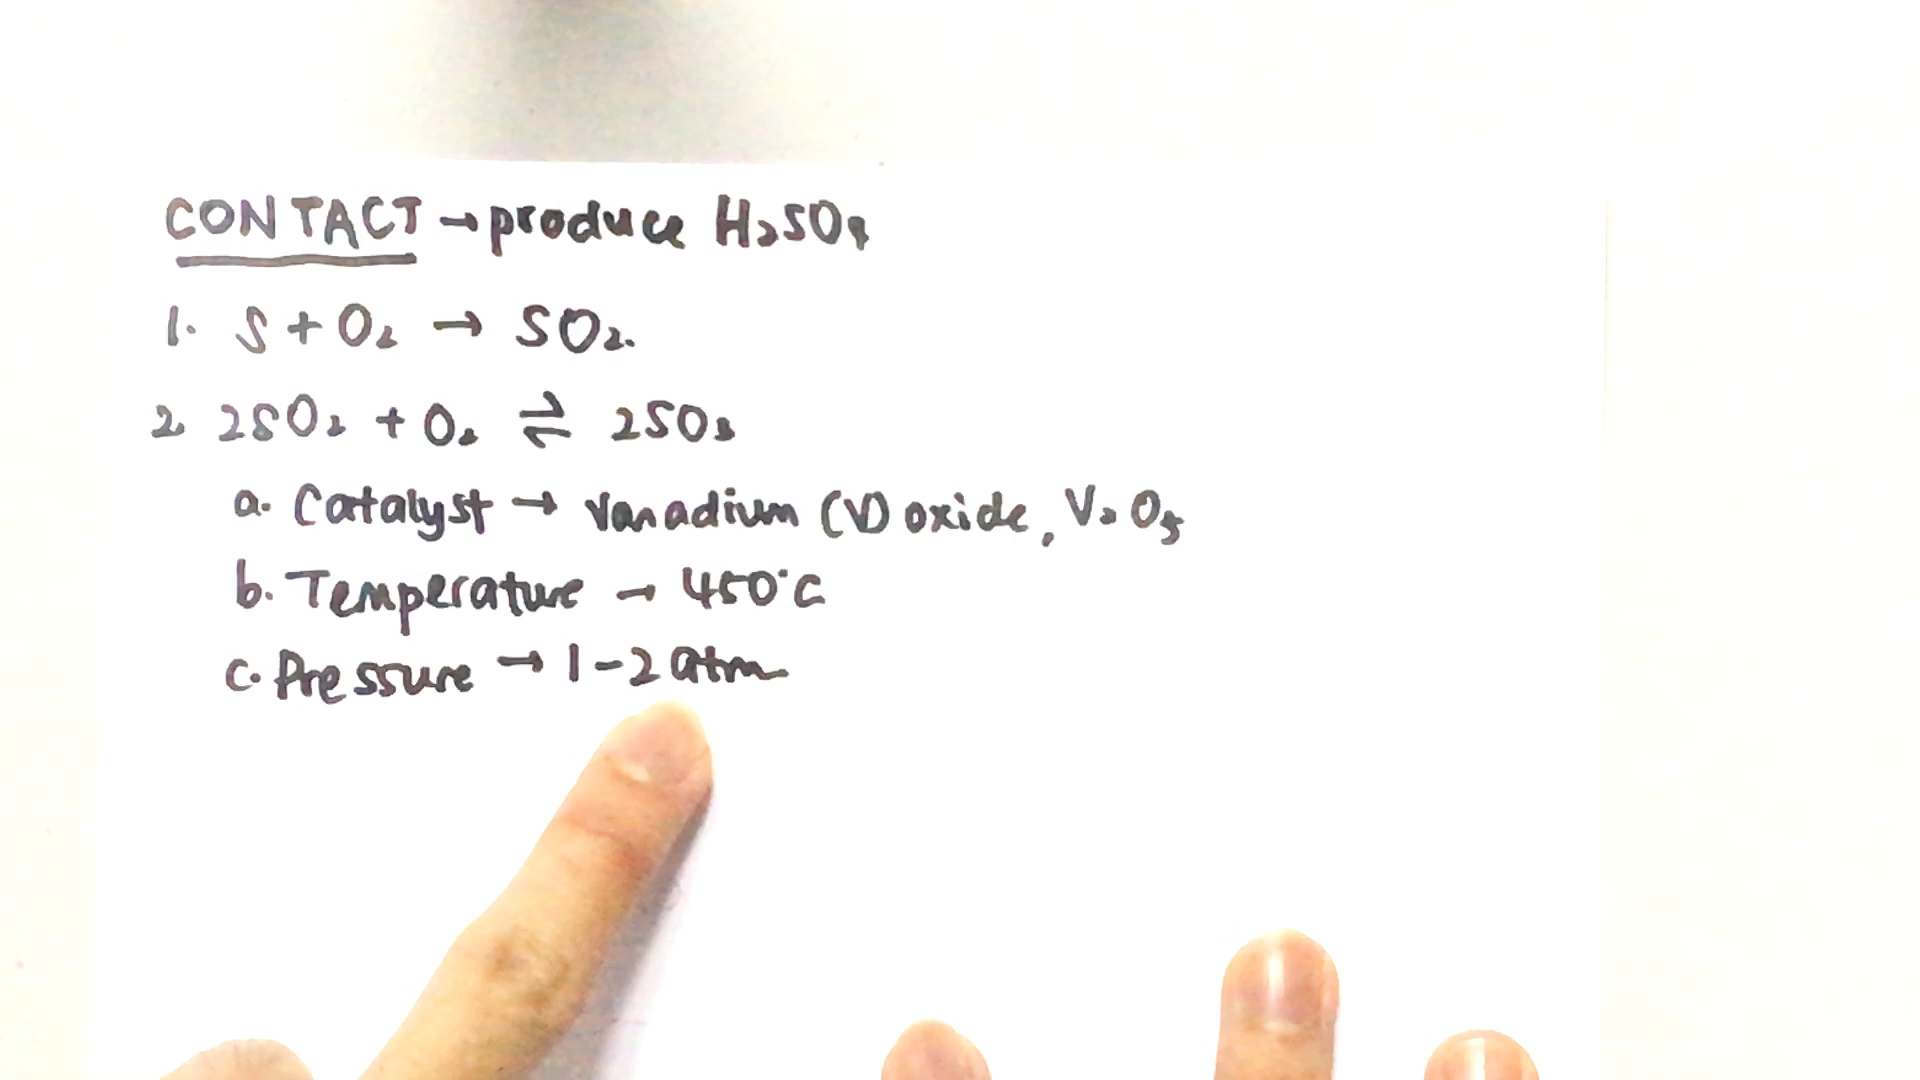 CONTACT → produce H₂SO₄
1. S + O₂ → SO₂.
2. 2SO₂ + O₂ ⇌ 2SO₃
a. Catalyst → Vanadium (V) oxide, V₂O₅
b. Temperature → 450°C
c. Pressure → 1-2 atm